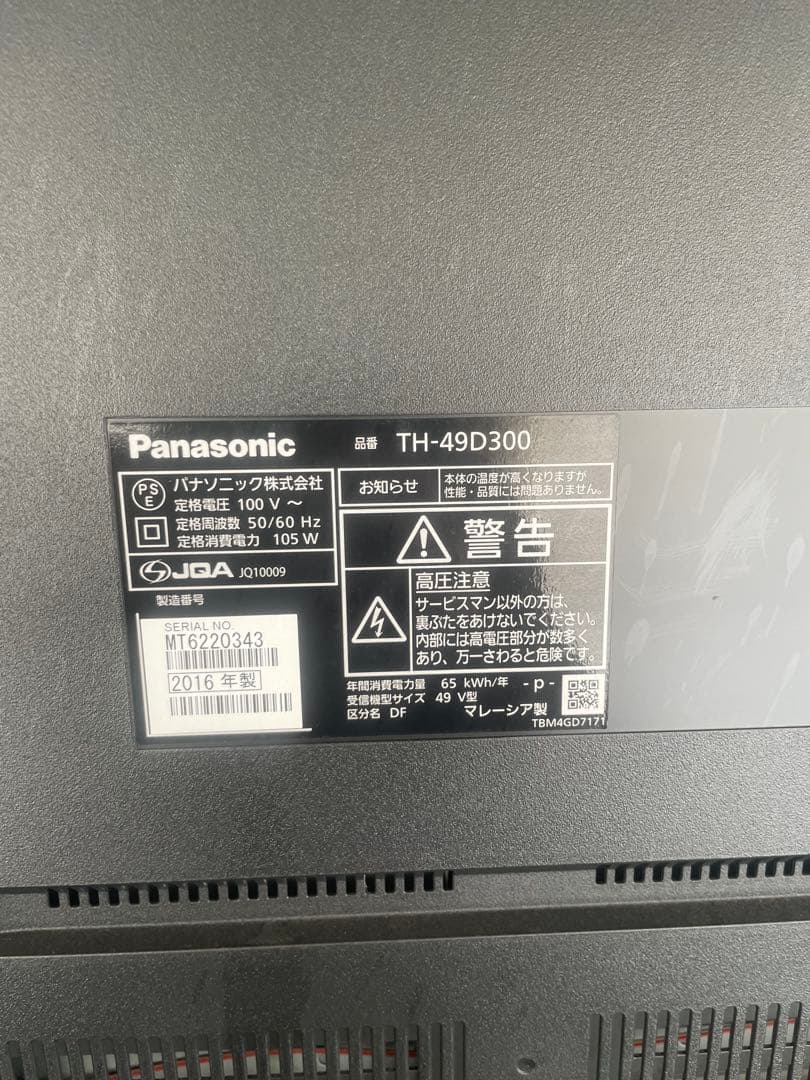 Panasonic 品番 TH-49D300
PS
E
パナソニック株式会社
定格電圧 100 V ～
定格周波数 50/60 Hz
定格消費電力 105 W
JQA JQ10009
製造番号
SERIAL NO.
MT6220343
2016 年製
お知らせ
本体の温度が高くなりますが
性能・品質には問題ありません。
警告
高圧注意
サービスマン以外の方は、
裏ぶたをあけないでください。
内部には高電圧部分が数多く
あり、万一さわると危険です。
年間消費電力量 65 kWh/年 - p -
受信機型サイズ 49 V型
区分名 DF マレーシア製
TBM4GD7171